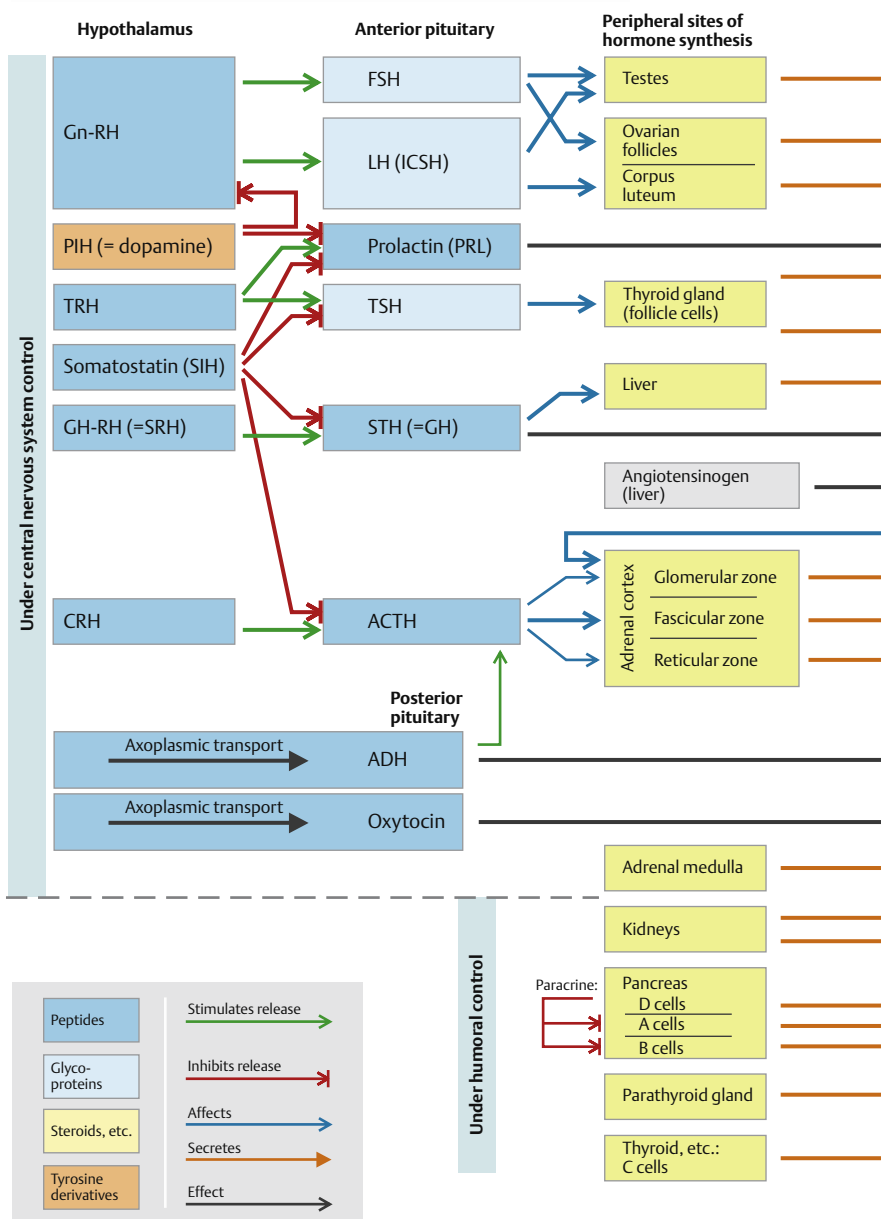 Hypothalamus
Anterior pituitary
Peripheral sites of
hormone synthesis
Under central nervous system control
Gn-RH
FSH
Testes
LH (ICSH)
Ovarian
follicles
Corpus
luteum
PIH (= dopamine)
Prolactin (PRL)
TRH
TSH
Thyroid gland
(follicle cells)
Somatostatin (SIH)
Liver
GH-RH (=SRH)
STH (=GH)
Angiotensinogen
(liver)
Adrenal cortex
Glomerular zone
CRH
ACTH
Fascicular zone
Reticular zone
Posterior
pituitary
Axoplasmic transport
ADH
Axoplasmic transport
Oxytocin
Adrenal medulla
Under humoral control
Kidneys
Paracrine:
Pancreas
D cells
A cells
B cells
Parathyroid gland
Thyroid, etc.:
C cells
Peptides
Stimulates release
Glyco-
proteins
Inhibits release
Steroids, etc.
Affects
Secretes
Tyrosine
derivatives
Effect